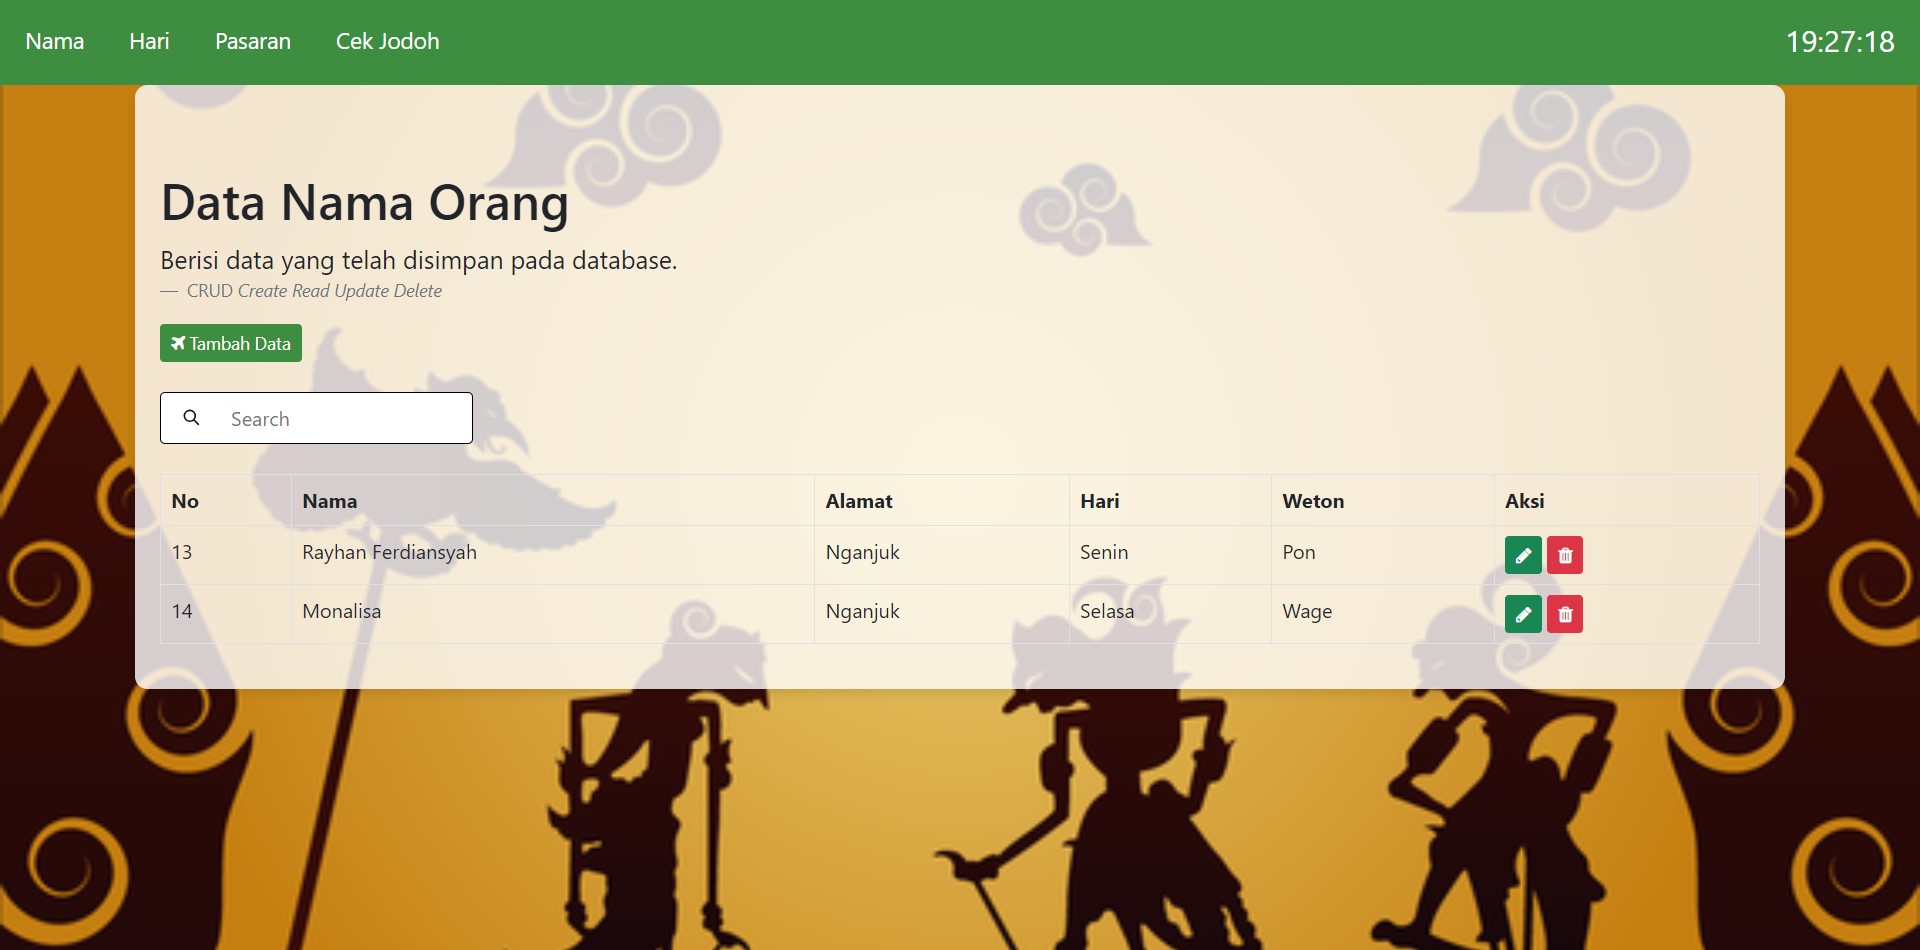 Nama Hari Pasaran Cek Jodoh 19:27:18
Data Nama Orang
Berisi data yang telah disimpan pada database.
— CRUD Create Read Update Delete
Tambah Data
Search
No Nama Alamat Hari Weton Aksi
13 Rayhan Ferdiansyah Nganjuk Senin Pon
14 Monalisa Nganjuk Selasa Wage